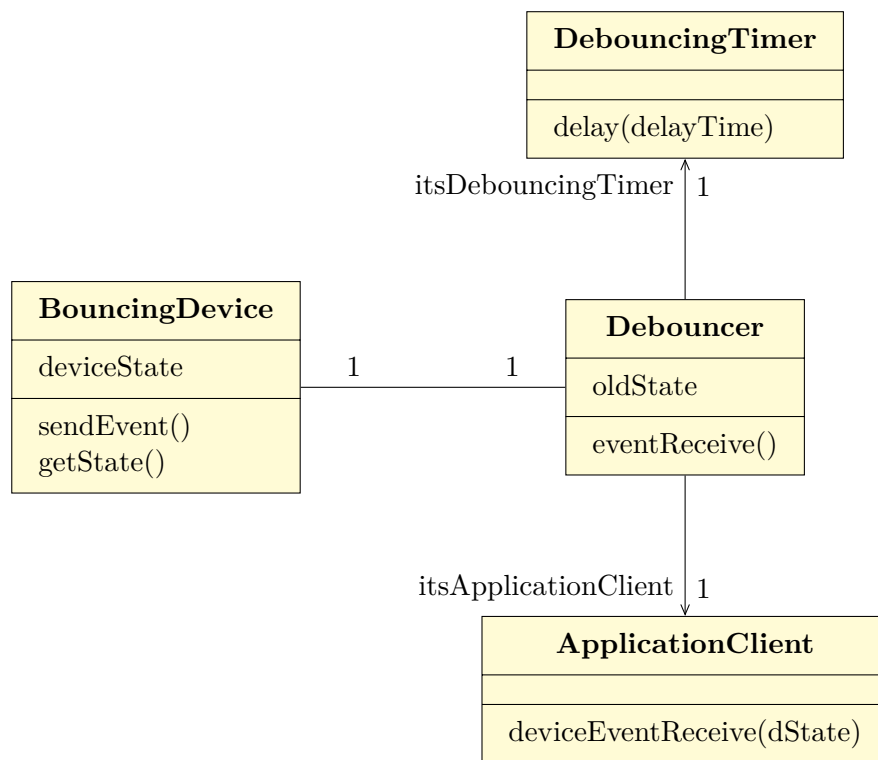 DebouncingTimer
delay(delayTime)
itsDebouncingTimer 1
BouncingDevice
deviceState
sendEvent()
getState()
1 1
Debouncer
oldState
eventReceive()
itsApplicationClient 1
ApplicationClient
deviceEventReceive(dState)